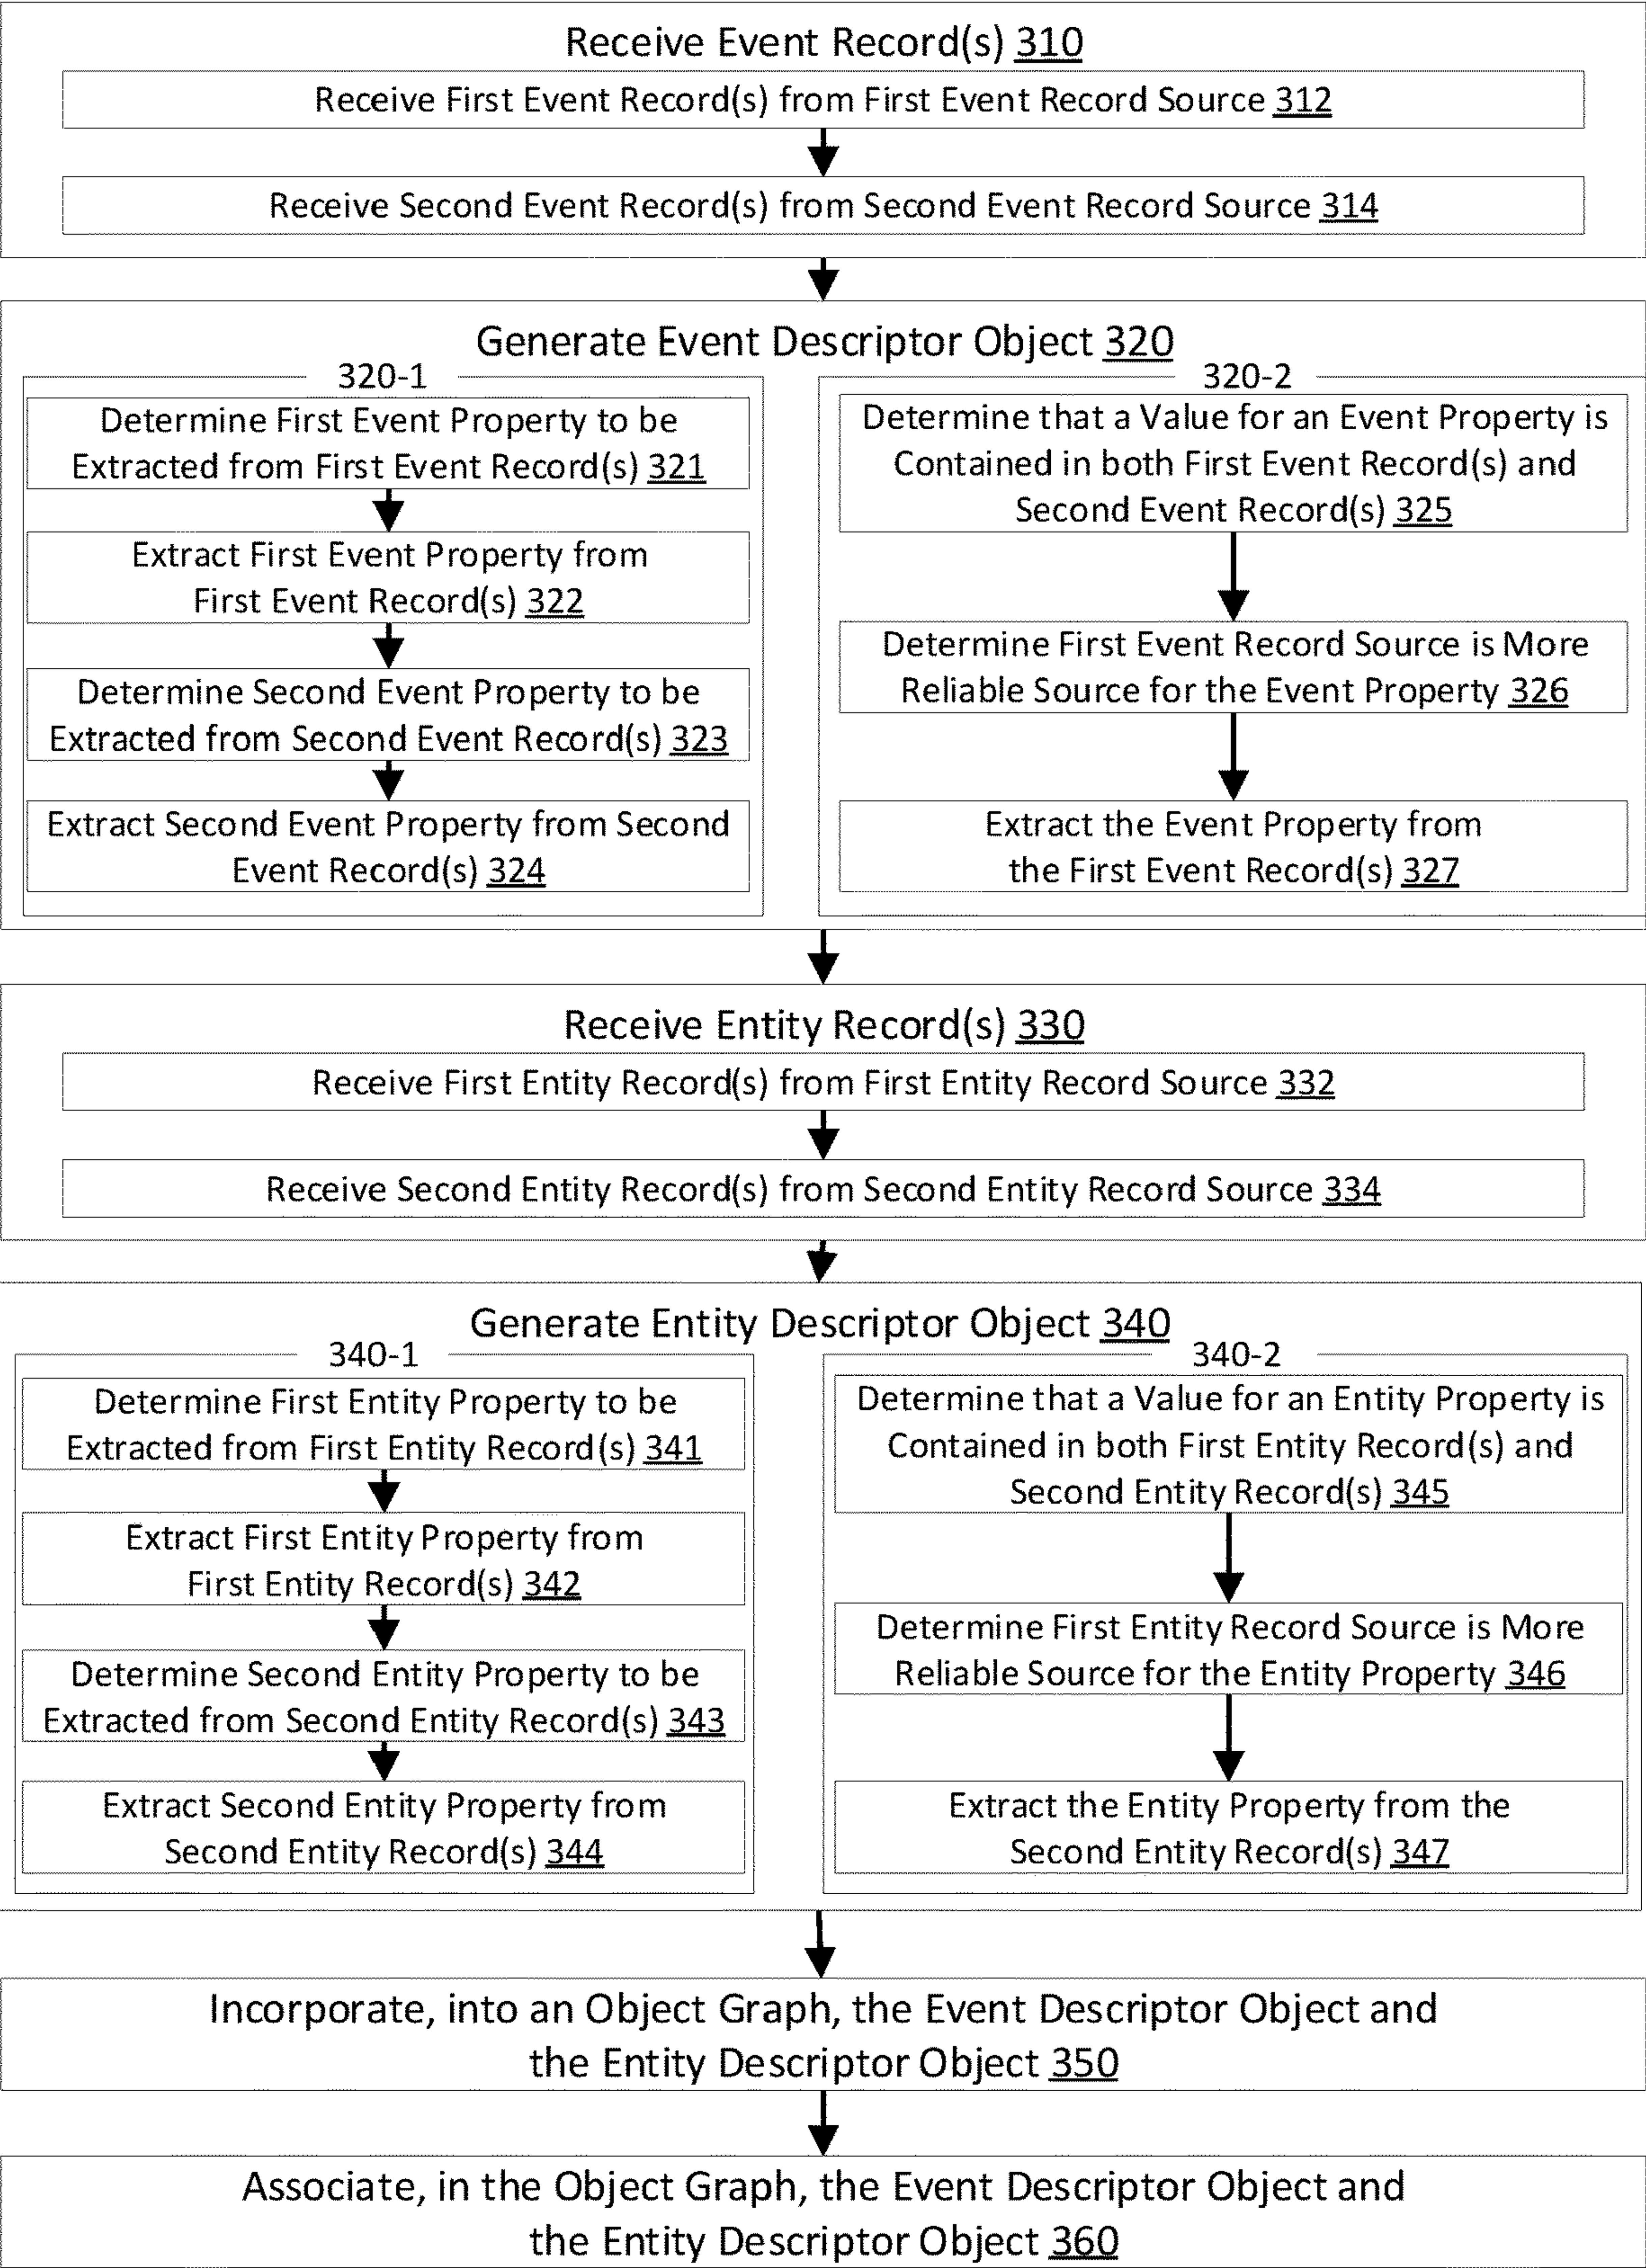 Receive Event Record(s) 310
Receive First Event Record(s) from First Event Record Source 312
Receive Second Event Record(s) from Second Event Record Source 314
Generate Event Descriptor Object 320
320-1
Determine First Event Property to be
Extracted from First Event Record(s) 321
Extract First Event Property from
First Event Record(s) 322
Determine Second Event Property to be
Extracted from Second Event Record(s) 323
Extract Second Event Property from Second
Event Record(s) 324
320-2
Determine that a Value for an Event Property is
Contained in both First Event Record(s) and
Second Event Record(s) 325
Determine First Event Record Source is More
Reliable Source for the Event Property 326
Extract the Event Property from
the First Event Record(s) 327
Receive Entity Record(s) 330
Receive First Entity Record(s) from First Entity Record Source 332
Receive Second Entity Record(s) from Second Entity Record Source 334
Generate Entity Descriptor Object 340
340-1
Determine First Entity Property to be
Extracted from First Entity Record(s) 341
Extract First Entity Property from
First Entity Record(s) 342
Determine Second Entity Property to be
Extracted from Second Entity Record(s) 343
Extract Second Entity Property from
Second Entity Record(s) 344
340-2
Determine that a Value for an Entity Property is
Contained in both First Entity Record(s) and
Second Entity Record(s) 345
Determine First Entity Record Source is More
Reliable Source for the Entity Property 346
Extract the Entity Property from the
Second Entity Record(s) 347
Incorporate, into an Object Graph, the Event Descriptor Object and
the Entity Descriptor Object 350
Associate, in the Object Graph, the Event Descriptor Object and
the Entity Descriptor Object 360